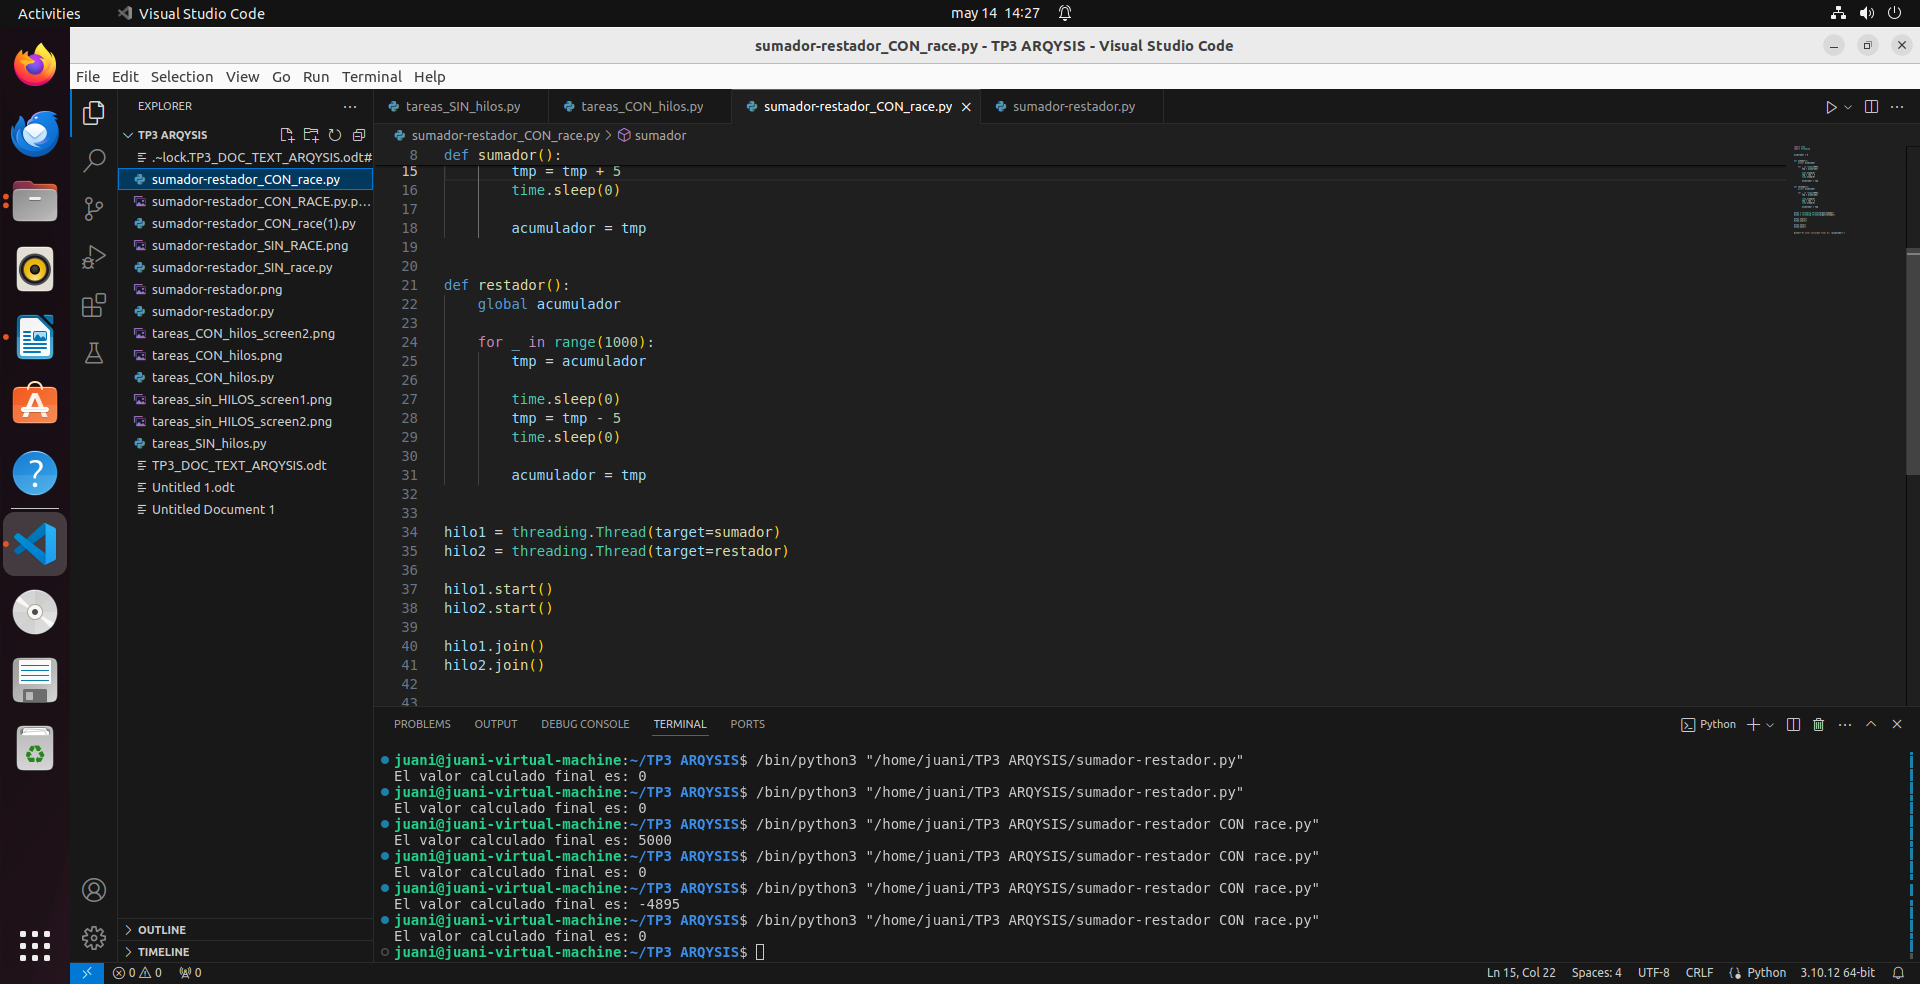 Activities Visual Studio Code may 14 14:27
sumador-restador_CON_race.py - TP3 ARQYSIS - Visual Studio Code
File Edit Selection View Go Run Terminal Help
EXPLORER
TP3 ARQYSIS
.~lock.TP3_DOC_TEXT_ARQYSIS.odt#
sumador-restador_CON_race.py
sumador-restador_CON_RACE.py.p...
sumador-restador_CON_race(1).py
sumador-restador_SIN_RACE.png
sumador-restador_SIN_race.py
sumador-restador.png
sumador-restador.py
tareas_CON_hilos_screen2.png
tareas_CON_hilos.png
tareas_CON_hilos.py
tareas_sin_HILOS_screen1.png
tareas_sin_HILOS_screen2.png
tareas_SIN_hilos.py
TP3_DOC_TEXT_ARQYSIS.odt
Untitled 1.odt
Untitled Document 1
OUTLINE
TIMELINE
tareas_SIN_hilos.py tareas_CON_hilos.py sumador-restador_CON_race.py sumador-restador.py
sumador-restador_CON_race.py > sumador
8 def sumador():
15 tmp = tmp + 5
16 time.sleep(0)
17
18 acumulador = tmp
19
20
21 def restador():
22 global acumulador
23
24 for _ in range(1000):
25 tmp = acumulador
26
27 time.sleep(0)
28 tmp = tmp - 5
29 time.sleep(0)
30
31 acumulador = tmp
32
33
34 hilo1 = threading.Thread(target=sumador)
35 hilo2 = threading.Thread(target=restador)
36
37 hilo1.start()
38 hilo2.start()
39
40 hilo1.join()
41 hilo2.join()
42
43
PROBLEMS OUTPUT DEBUG CONSOLE TERMINAL PORTS Python
juani@juani-virtual-machine:~/TP3 ARQYSIS$ /bin/python3 "/home/juani/TP3 ARQYSIS/sumador-restador.py"
El valor calculado final es: 0
juani@juani-virtual-machine:~/TP3 ARQYSIS$ /bin/python3 "/home/juani/TP3 ARQYSIS/sumador-restador.py"
El valor calculado final es: 0
juani@juani-virtual-machine:~/TP3 ARQYSIS$ /bin/python3 "/home/juani/TP3 ARQYSIS/sumador-restador CON race.py"
El valor calculado final es: 5000
juani@juani-virtual-machine:~/TP3 ARQYSIS$ /bin/python3 "/home/juani/TP3 ARQYSIS/sumador-restador CON race.py"
El valor calculado final es: 0
juani@juani-virtual-machine:~/TP3 ARQYSIS$ /bin/python3 "/home/juani/TP3 ARQYSIS/sumador-restador CON race.py"
El valor calculado final es: -4895
juani@juani-virtual-machine:~/TP3 ARQYSIS$ /bin/python3 "/home/juani/TP3 ARQYSIS/sumador-restador CON race.py"
El valor calculado final es: 0
juani@juani-virtual-machine:~/TP3 ARQYSIS$
0 0 0 Ln 15, Col 22 Spaces: 4 UTF-8 CRLF Python 3.10.12 64-bit